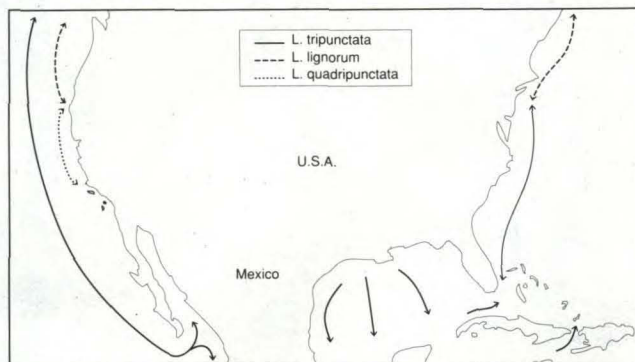 L. tripunctata
L. lignorum
L. quadripunctata
U.S.A.
Mexico